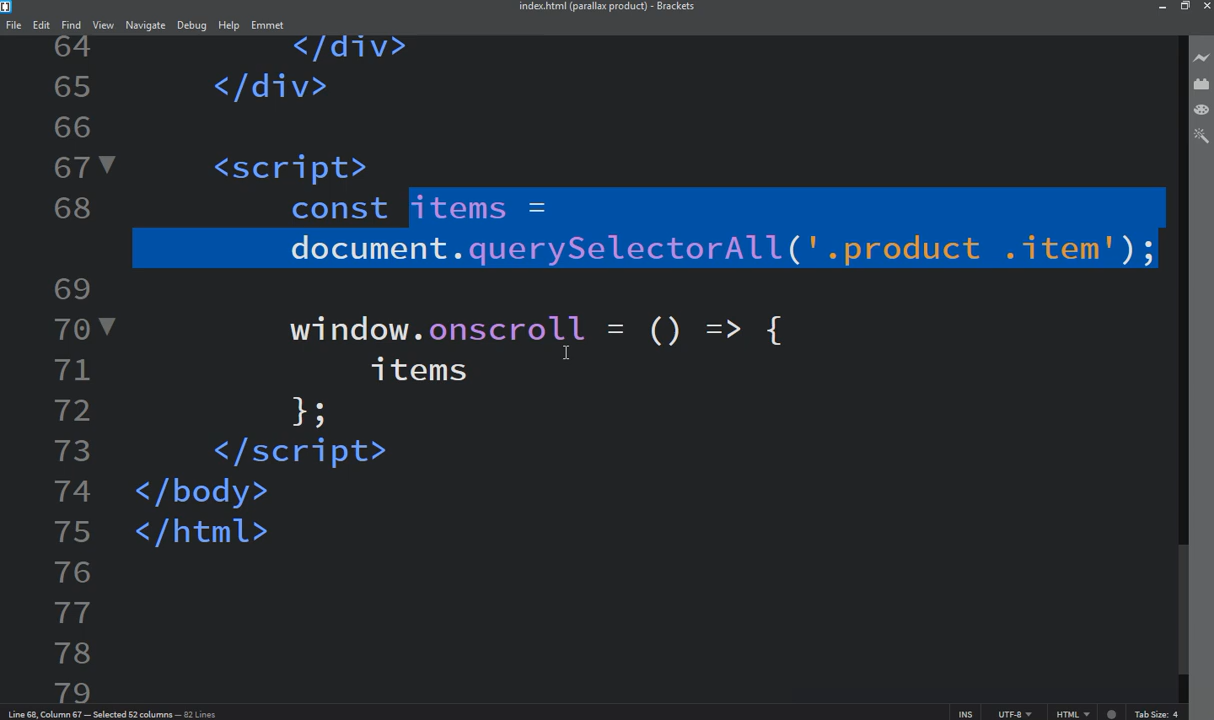 index.html (parallax product) - Brackets
File Edit Find View Navigate Debug Help Emmet
64 </div>
65 </div>
66
67 <script>
68 const items =
document.querySelectorAll('.product .item');
69
70 window.onscroll = () => {
71 items
72 };
73 </script>
74 </body>
75 </html>
76
77
78
79
Line 68, Column 67 — Selected 52 columns — 82 Lines INS UTF-8 HTML Tab Size: 4